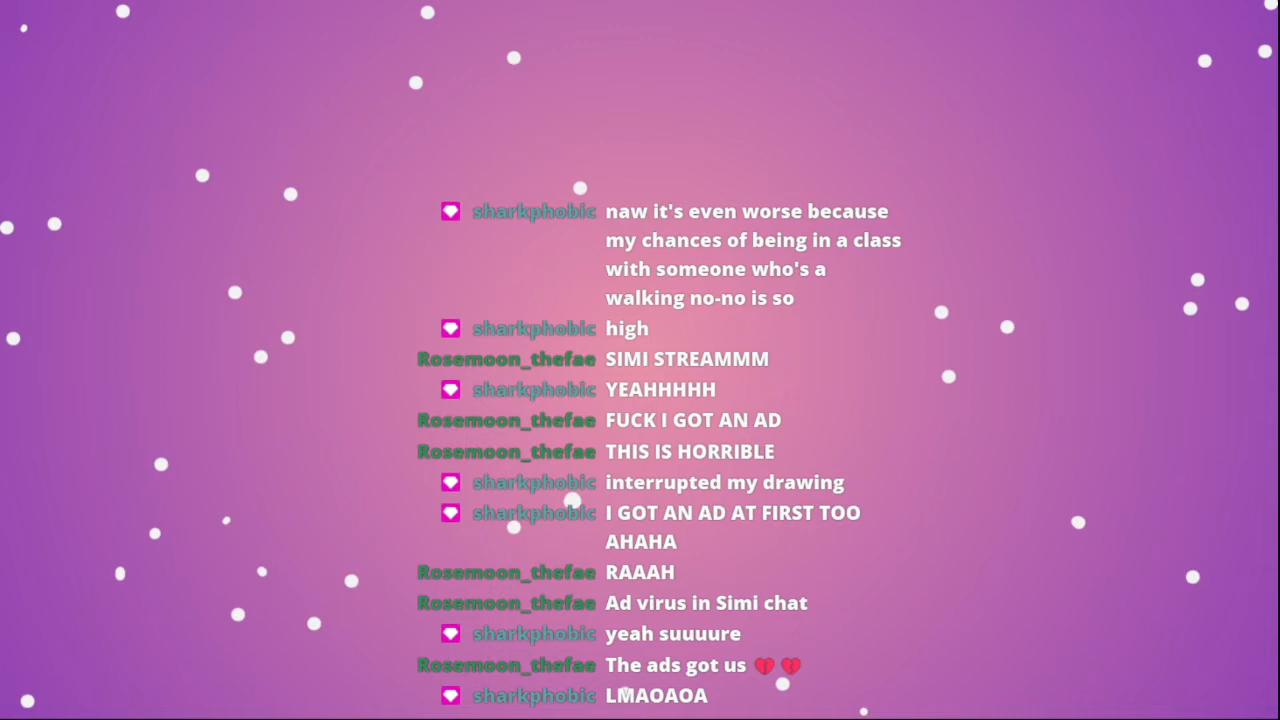 sharkphobic naw it's even worse because
my chances of being in a class
with someone who's a
walking no-no is so
sharkphobic high
Rosemoon_thefae SIMI STREAMMM
sharkphobic YEAHHHHH
Rosemoon_thefae FUCK I GOT AN AD
Rosemoon_thefae THIS IS HORRIBLE
sharkphobic interrupted my drawing
sharkphobic I GOT AN AD AT FIRST TOO
AHAHA
Rosemoon_thefae RAAAH
Rosemoon_thefae Ad virus in Simi chat
sharkphobic yeah suuuure
Rosemoon_thefae The ads got us 💔 💔
sharkphobic LMAOAOA